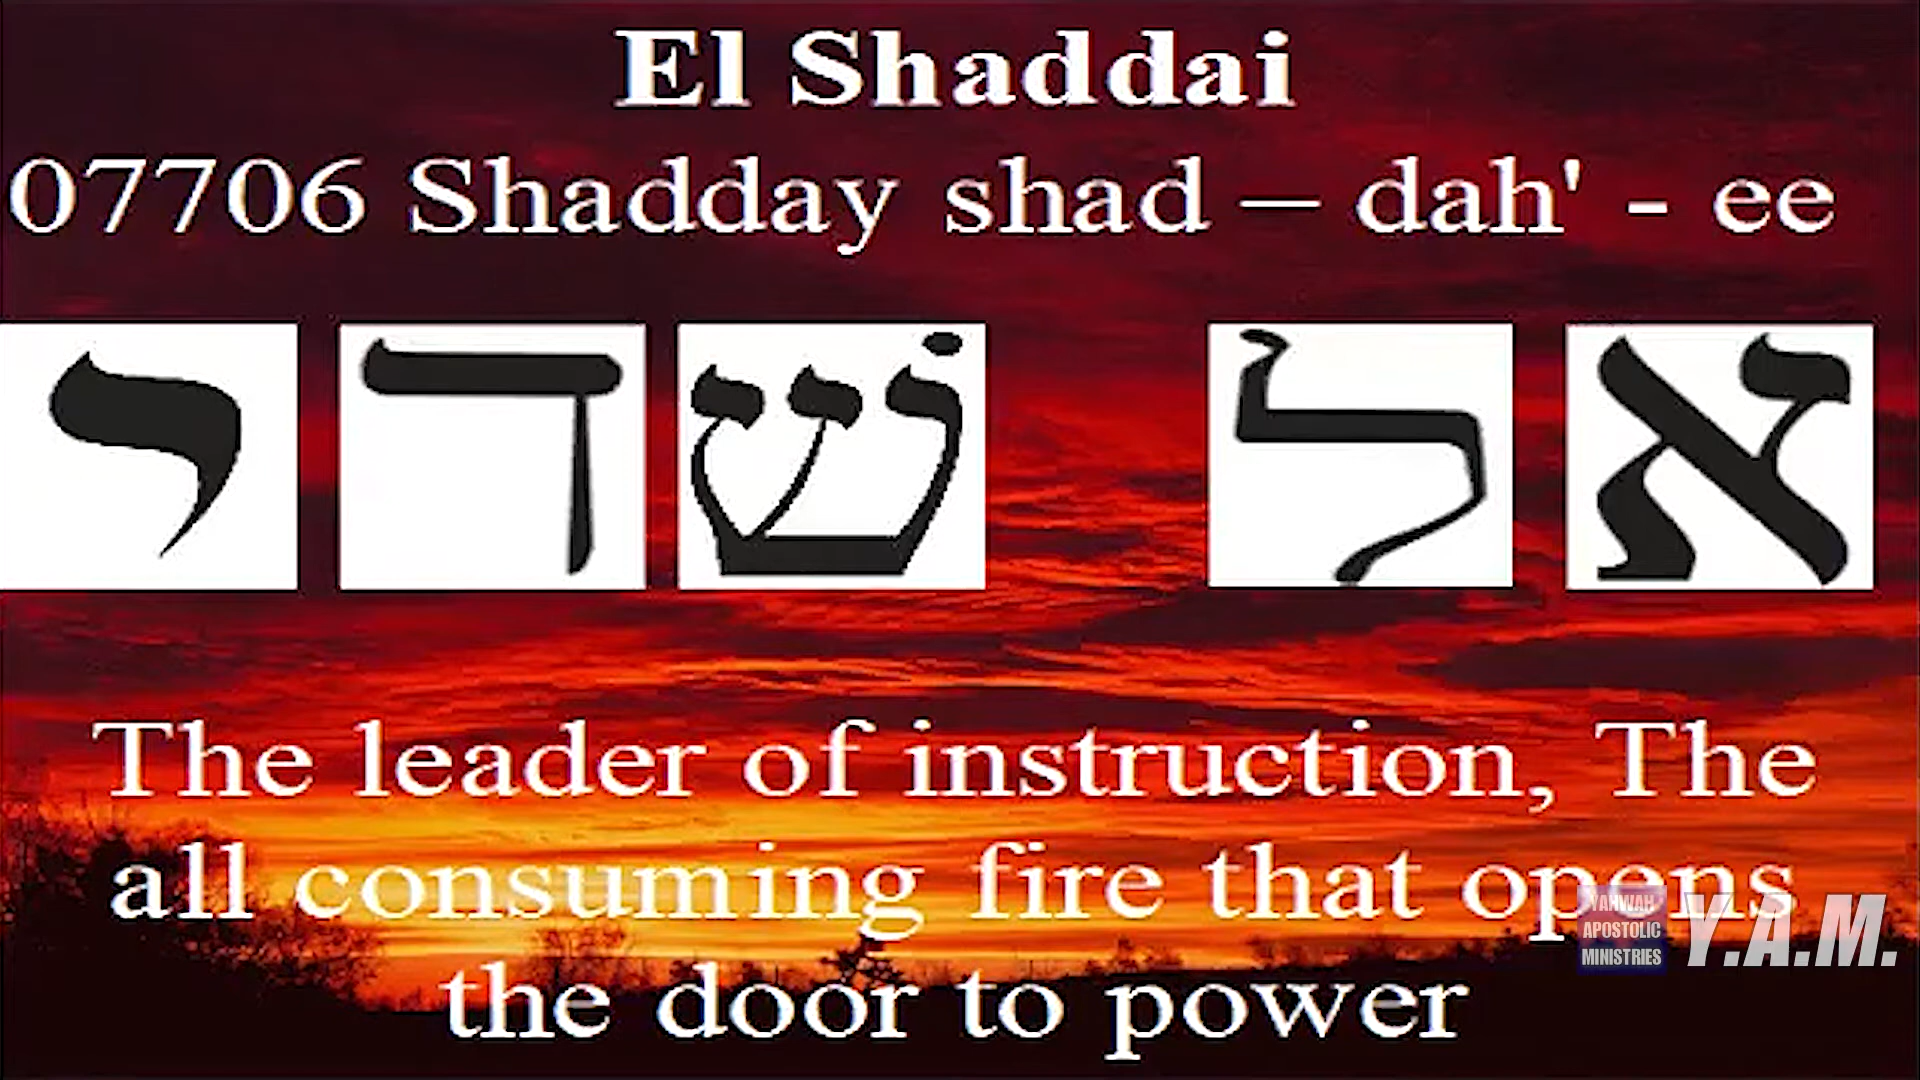 El Shaddai
07706 Shadday shad – dah' - ee
אל שׁדי
The leader of instruction, The
all consuming fire that opens
the door to power
YAHWAH
APOSTOLIC
MINISTRIES
Y.A.M.